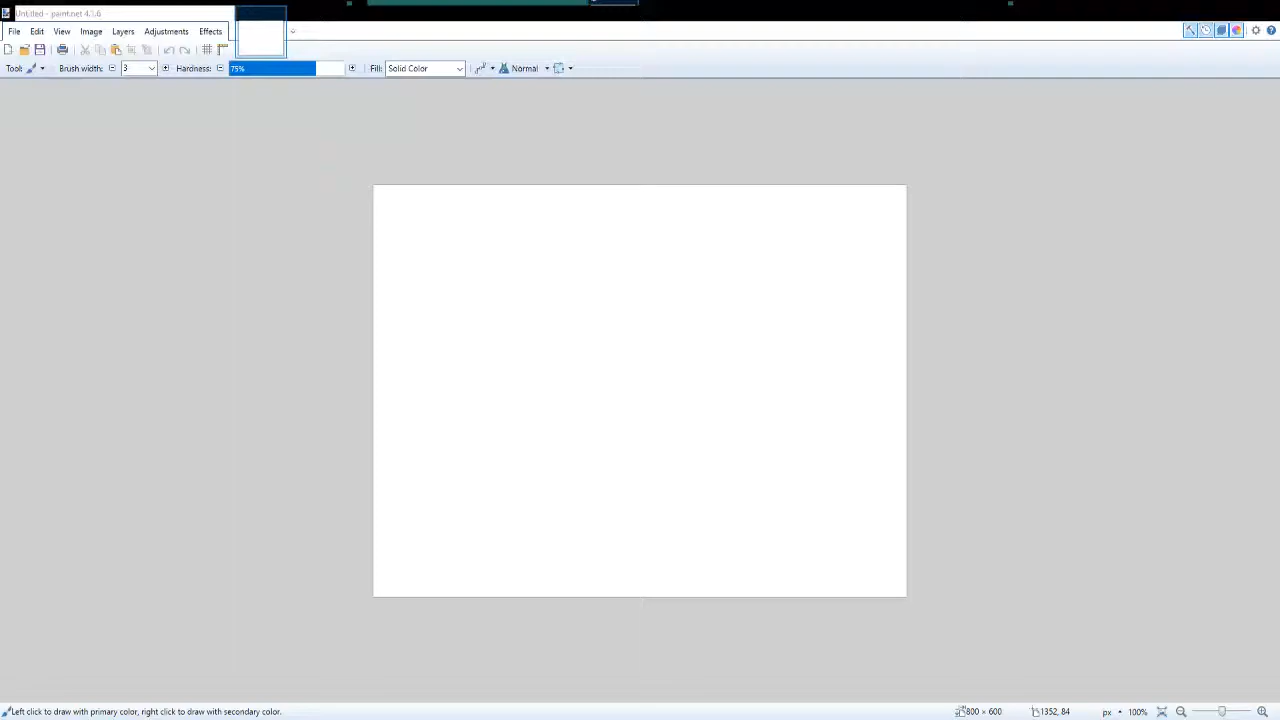 Untitled - paint.net 4.1.6
File Edit View Image Layers Adjustments Effects
Tool: Brush width: 3 Hardness: 75% Fill: Solid Color Normal
Left click to draw with primary color, right click to draw with secondary color. 800 × 600 1352, 84 px 100%